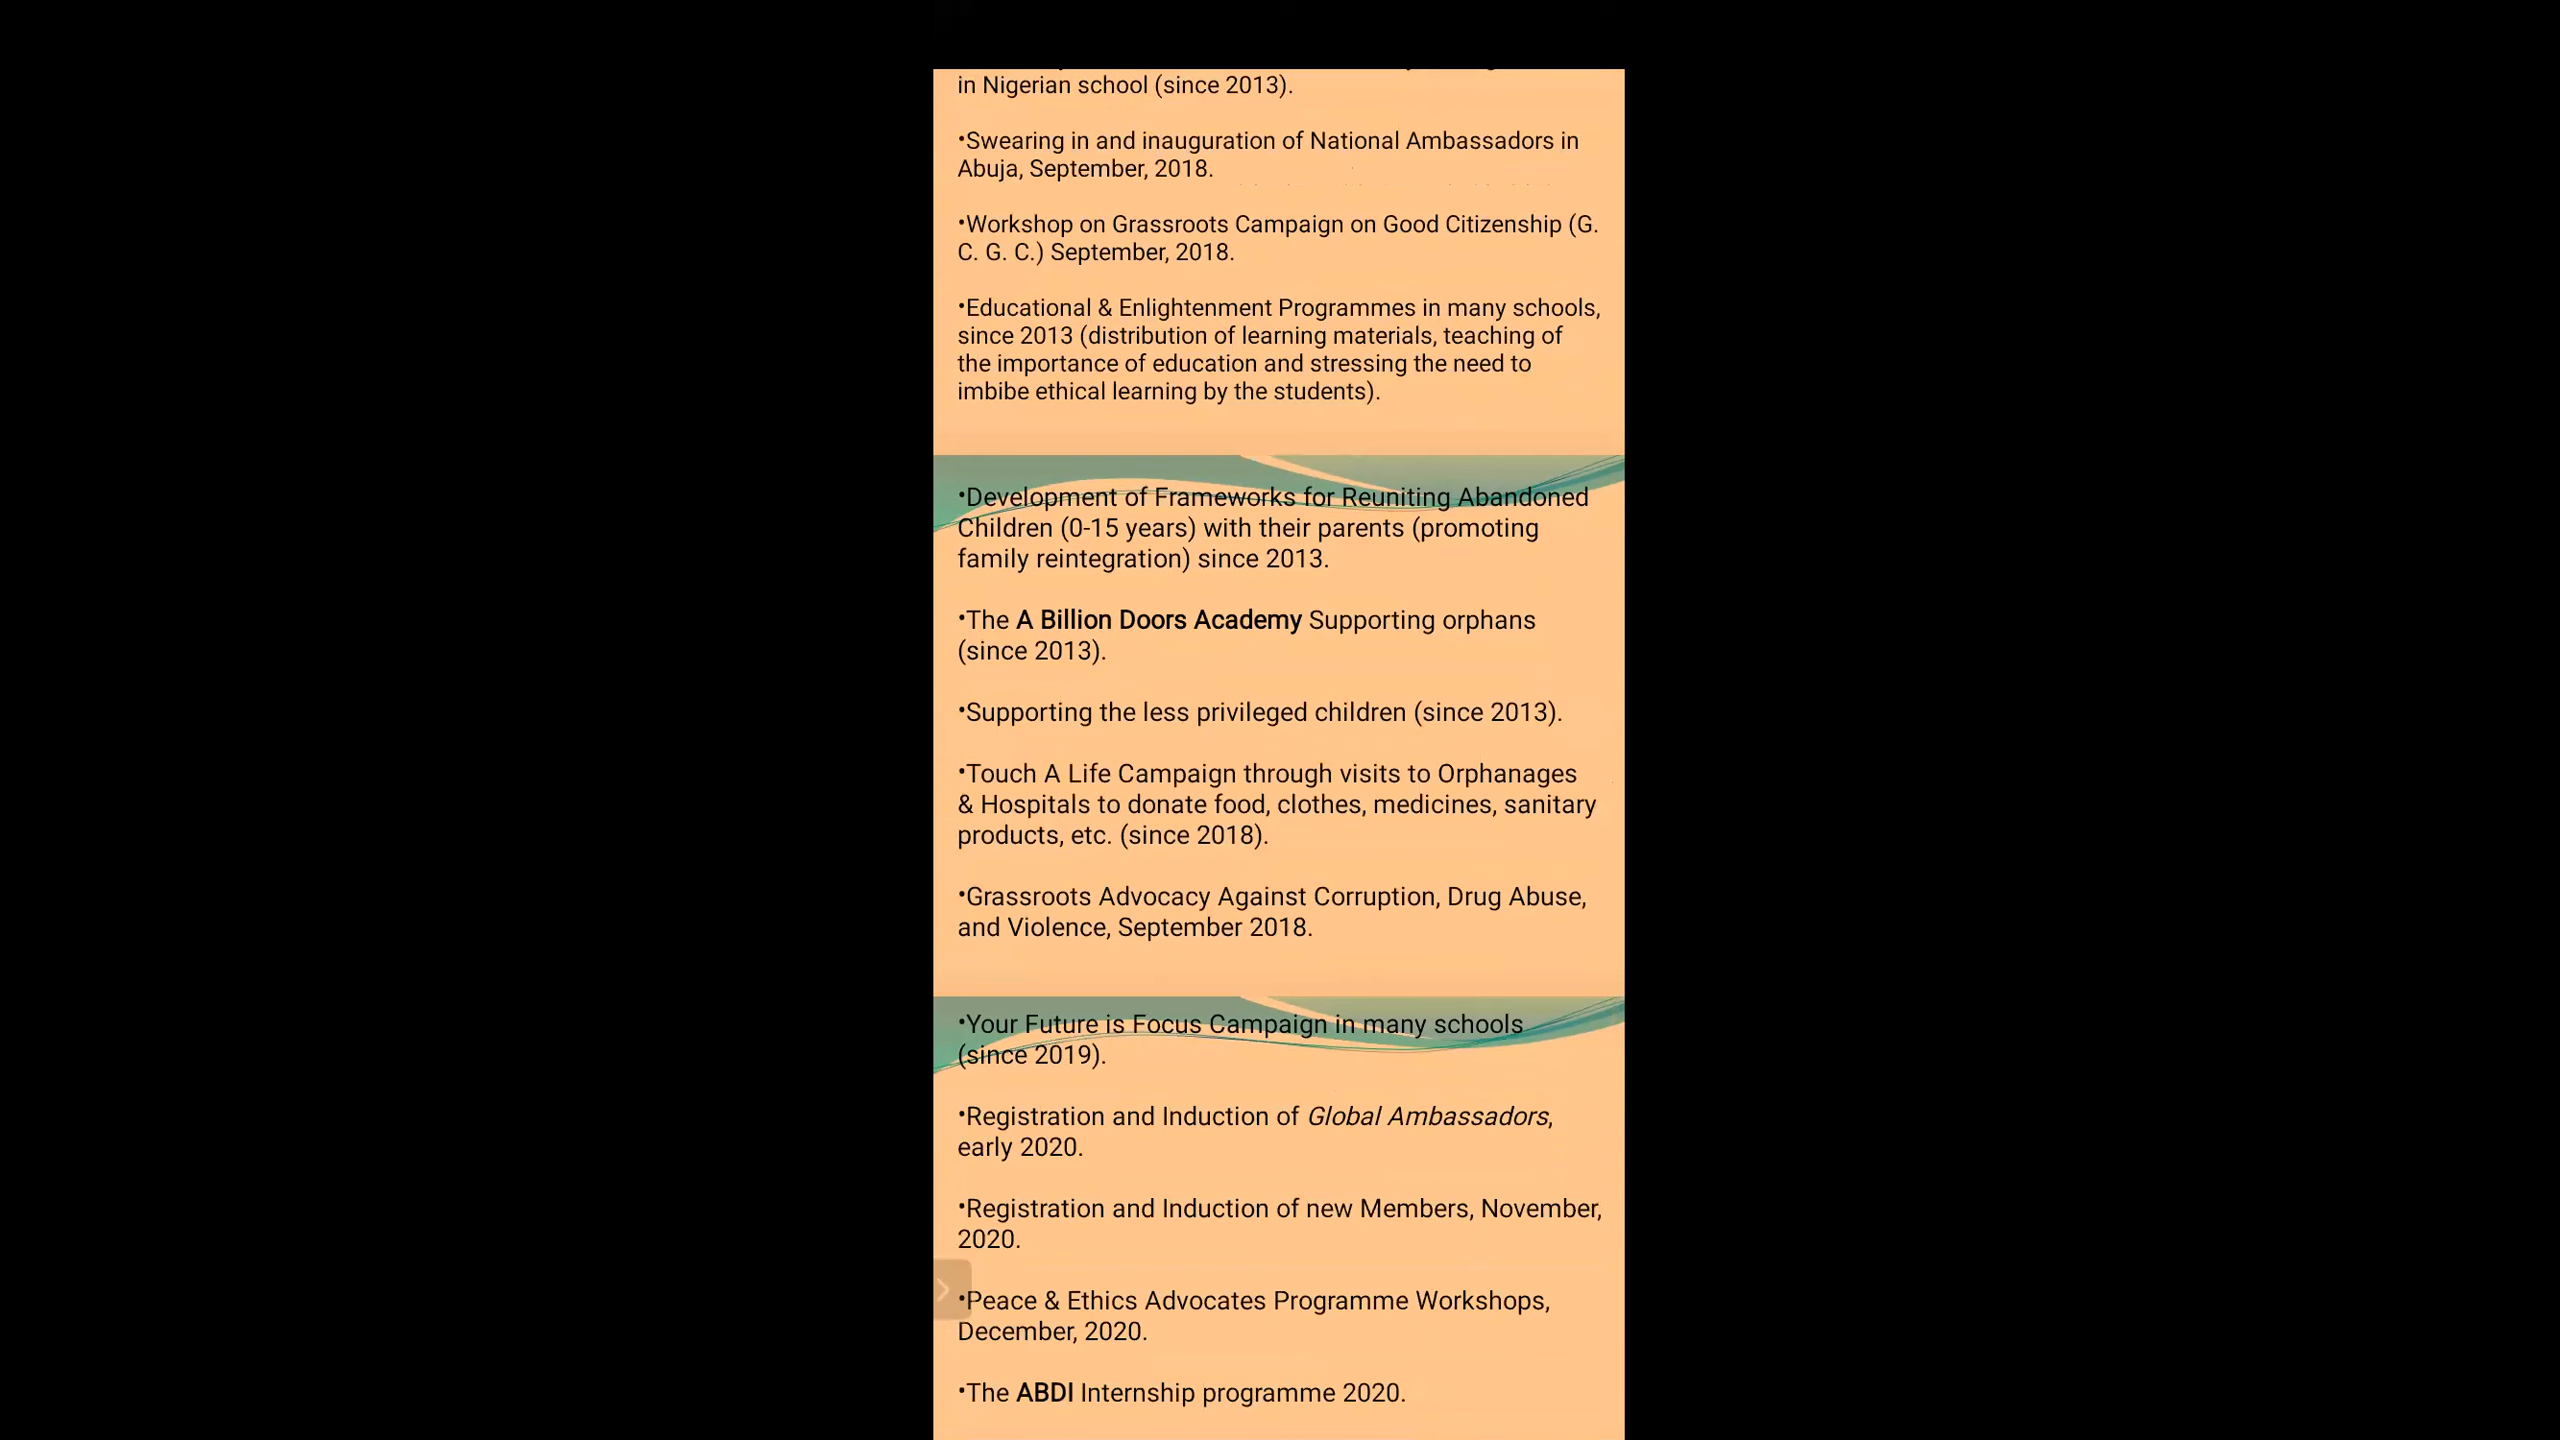 in Nigerian school (since 2013).
•Swearing in and inauguration of National Ambassadors in
Abuja, September, 2018.
•Workshop on Grassroots Campaign on Good Citizenship (G.
C. G. C.) September, 2018.
•Educational & Enlightenment Programmes in many schools,
since 2013 (distribution of learning materials, teaching of
the importance of education and stressing the need to
imbibe ethical learning by the students).
•Development of Frameworks for Reuniting Abandoned
Children (0-15 years) with their parents (promoting
family reintegration) since 2013.
•The A Billion Doors Academy Supporting orphans
(since 2013).
•Supporting the less privileged children (since 2013).
•Touch A Life Campaign through visits to Orphanages
& Hospitals to donate food, clothes, medicines, sanitary
products, etc. (since 2018).
•Grassroots Advocacy Against Corruption, Drug Abuse,
and Violence, September 2018.
•Your Future is Focus Campaign in many schools
(since 2019).
•Registration and Induction of Global Ambassadors,
early 2020.
•Registration and Induction of new Members, November,
2020.
•Peace & Ethics Advocates Programme Workshops,
December, 2020.
•The ABDI Internship programme 2020.